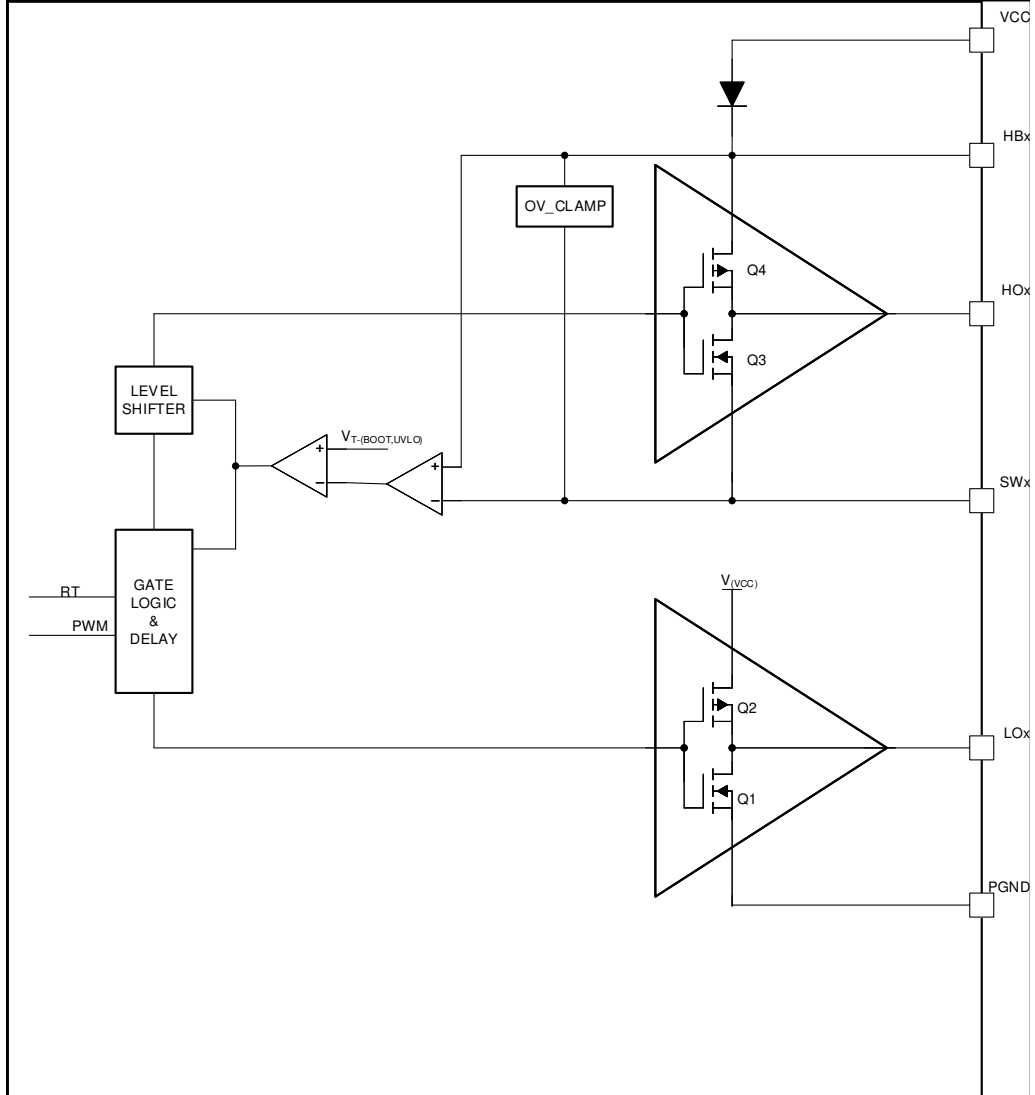 VCC
HBx
OV_CLAMP
Q4
HOx
Q3
LEVEL
SHIFTER
VT-(BOOT,UVLO)
+
−
+
−
SWx
V(VCC)
GATE
LOGIC
&
DELAY
RT
PWM
Q2
LOx
Q1
PGND